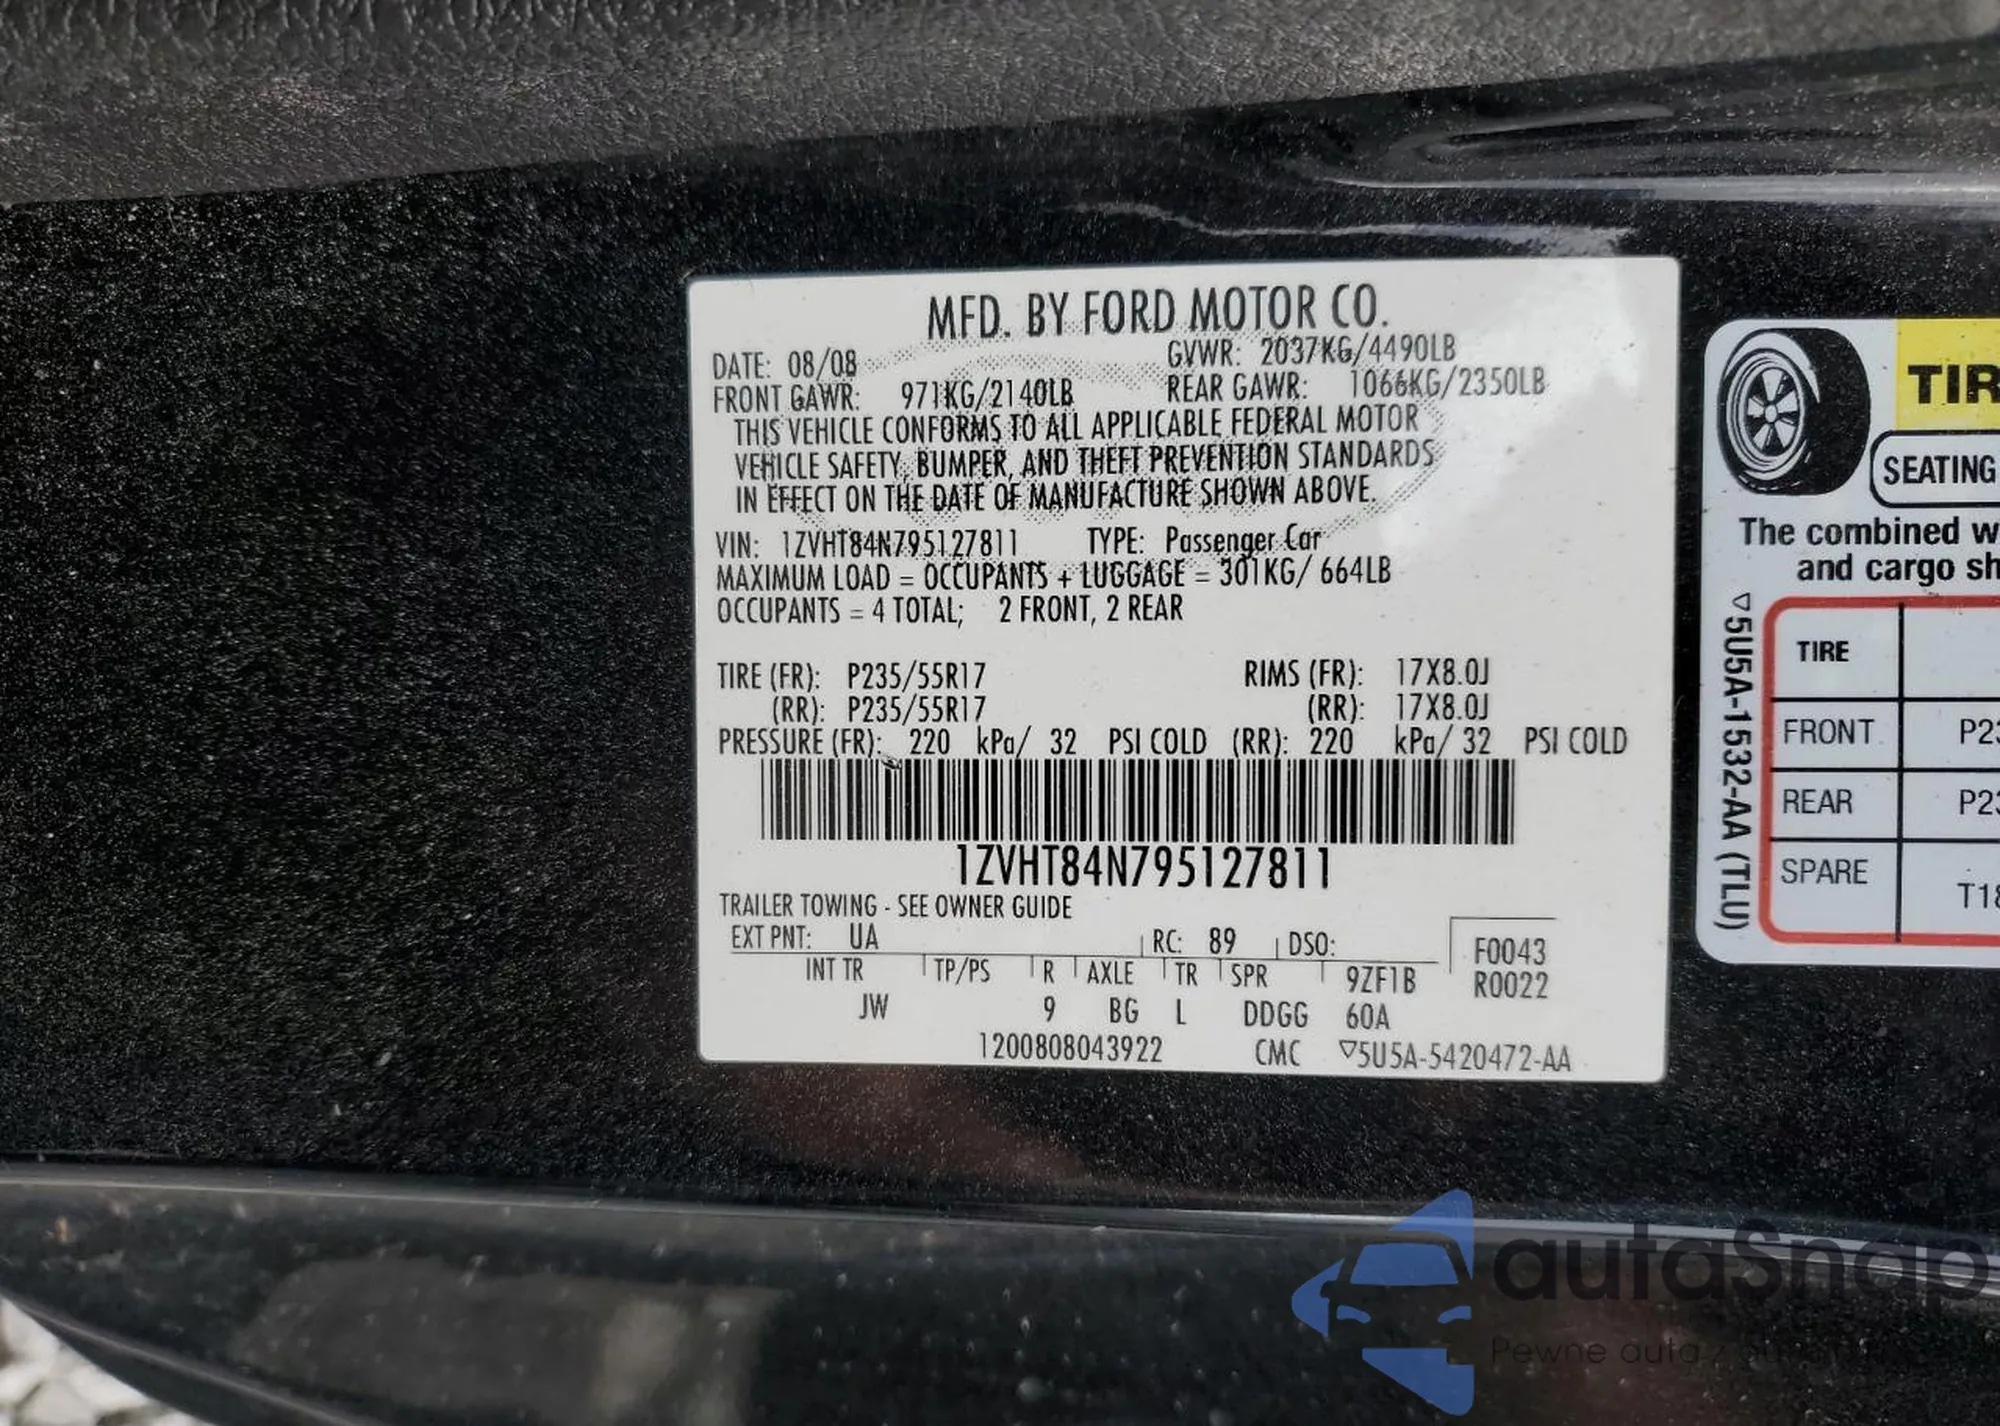 MFD. BY FORD MOTOR CO.
DATE: 08/08 GVWR: 2037KG/4490LB
FRONT GAWR: 971KG/2140LB REAR GAWR: 1066KG/2350LB
THIS VEHICLE CONFORMS TO ALL APPLICABLE FEDERAL MOTOR
VEHICLE SAFETY, BUMPER, AND THEFT PREVENTION STANDARDS
IN EFFECT ON THE DATE OF MANUFACTURE SHOWN ABOVE.
VIN: 1ZVHT84N795127811 TYPE: Passenger Car
MAXIMUM LOAD = OCCUPANTS + LUGGAGE = 301KG/ 664LB
OCCUPANTS = 4 TOTAL; 2 FRONT, 2 REAR
TIRE (FR): P235/55R17 RIMS (FR): 17X8.0J
(RR): P235/55R17 (RR): 17X8.0J
PRESSURE (FR): 220 kPa/ 32 PSI COLD (RR): 220 kPa/ 32 PSI COLD
1ZVHT84N795127811
TRAILER TOWING - SEE OWNER GUIDE
EXT PNT: UA RC: 89 DSO: F0043
INT TR TP/PS R AXLE TR SPR 9ZF1B R0022
JW 9 BG L DDGG 60A
1200808043922 CMC ▽5U5A-5420472-AA
TIR
SEATING
The combined w
and cargo sh
▽5U5A-1532-AA (TLU)
TIRE
FRONT P23
REAR P23
SPARE T18
autaSnap
Pewne auta z